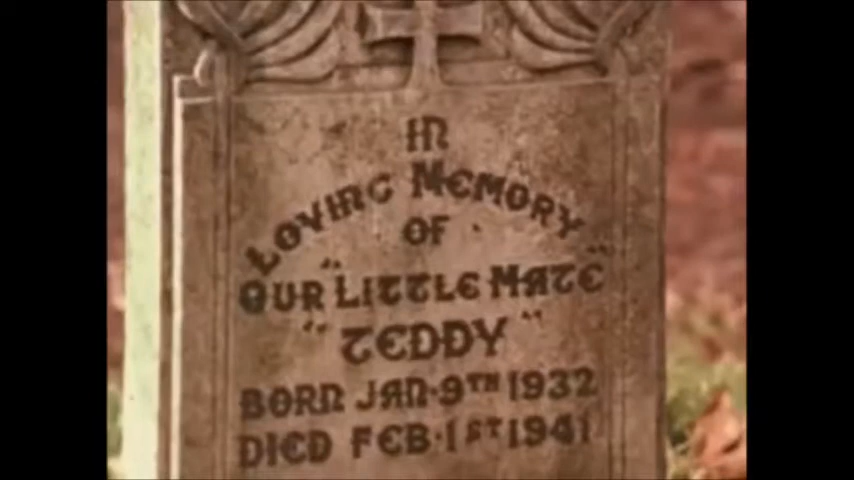 IN
LOVING MEMORY
OF
OUR "LITTLE MATE"
"TEDDY"
BORN JAN·9TH 1932
DIED FEB·1ST 1941